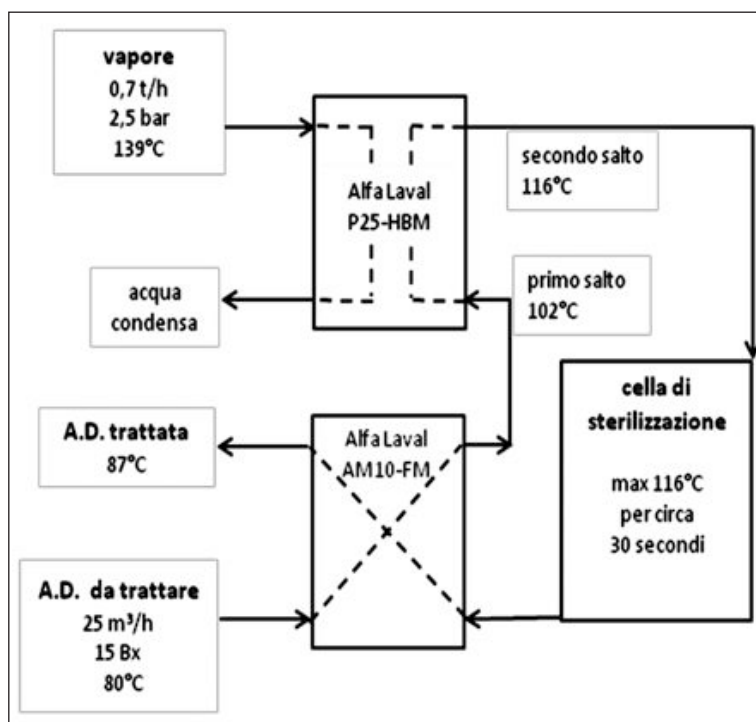 vapore
0,7 t/h
2,5 bar
139°C
Alfa Laval
P25-HBM
secondo salto
116°C
acqua
condensa
primo salto
102°C
A.D. trattata
87°C
Alfa Laval
AM10-FM
cella di
sterilizzazione
max 116°C
per circa
30 secondi
A.D. da trattare
25 m³/h
15 Bx
80°C